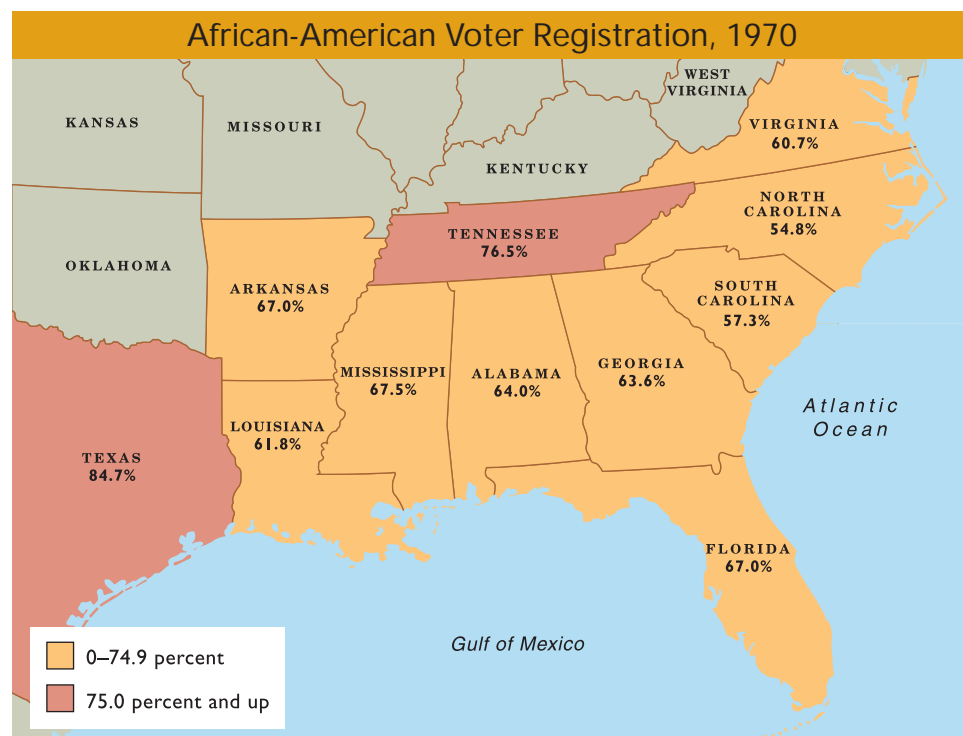 African-American Voter Registration, 1970
WEST
VIRGINIA
KANSAS
MISSOURI
VIRGINIA
60.7%
KENTUCKY
NORTH
CAROLINA
54.8%
TENNESSEE
76.5%
OKLAHOMA
ARKANSAS
67.0%
SOUTH
CAROLINA
57.3%
MISSISSIPPI
67.5%
ALABAMA
64.0%
GEORGIA
63.6%
Atlantic
Ocean
LOUISIANA
61.8%
TEXAS
84.7%
FLORIDA
67.0%
Gulf of Mexico
0–74.9 percent
75.0 percent and up